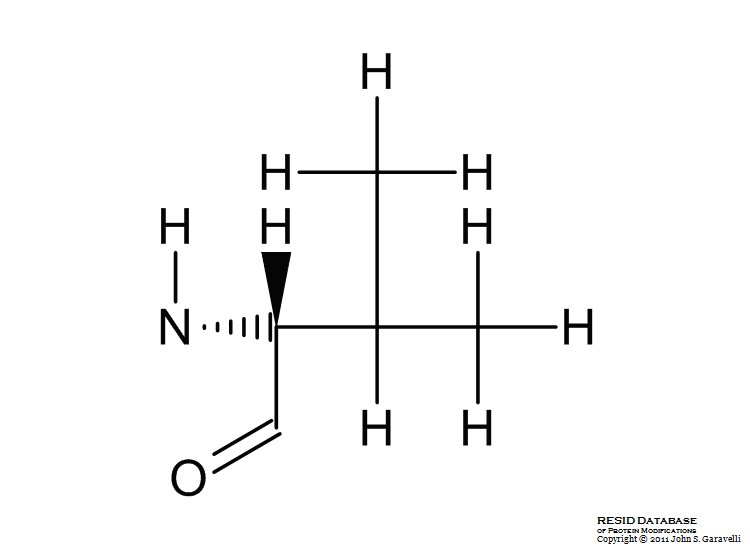 H
H H
H H H
N H
H H
O
RESID DATABASE
OF PROTEIN MODIFICATIONS
Copyright © 2011 John S. Garavelli